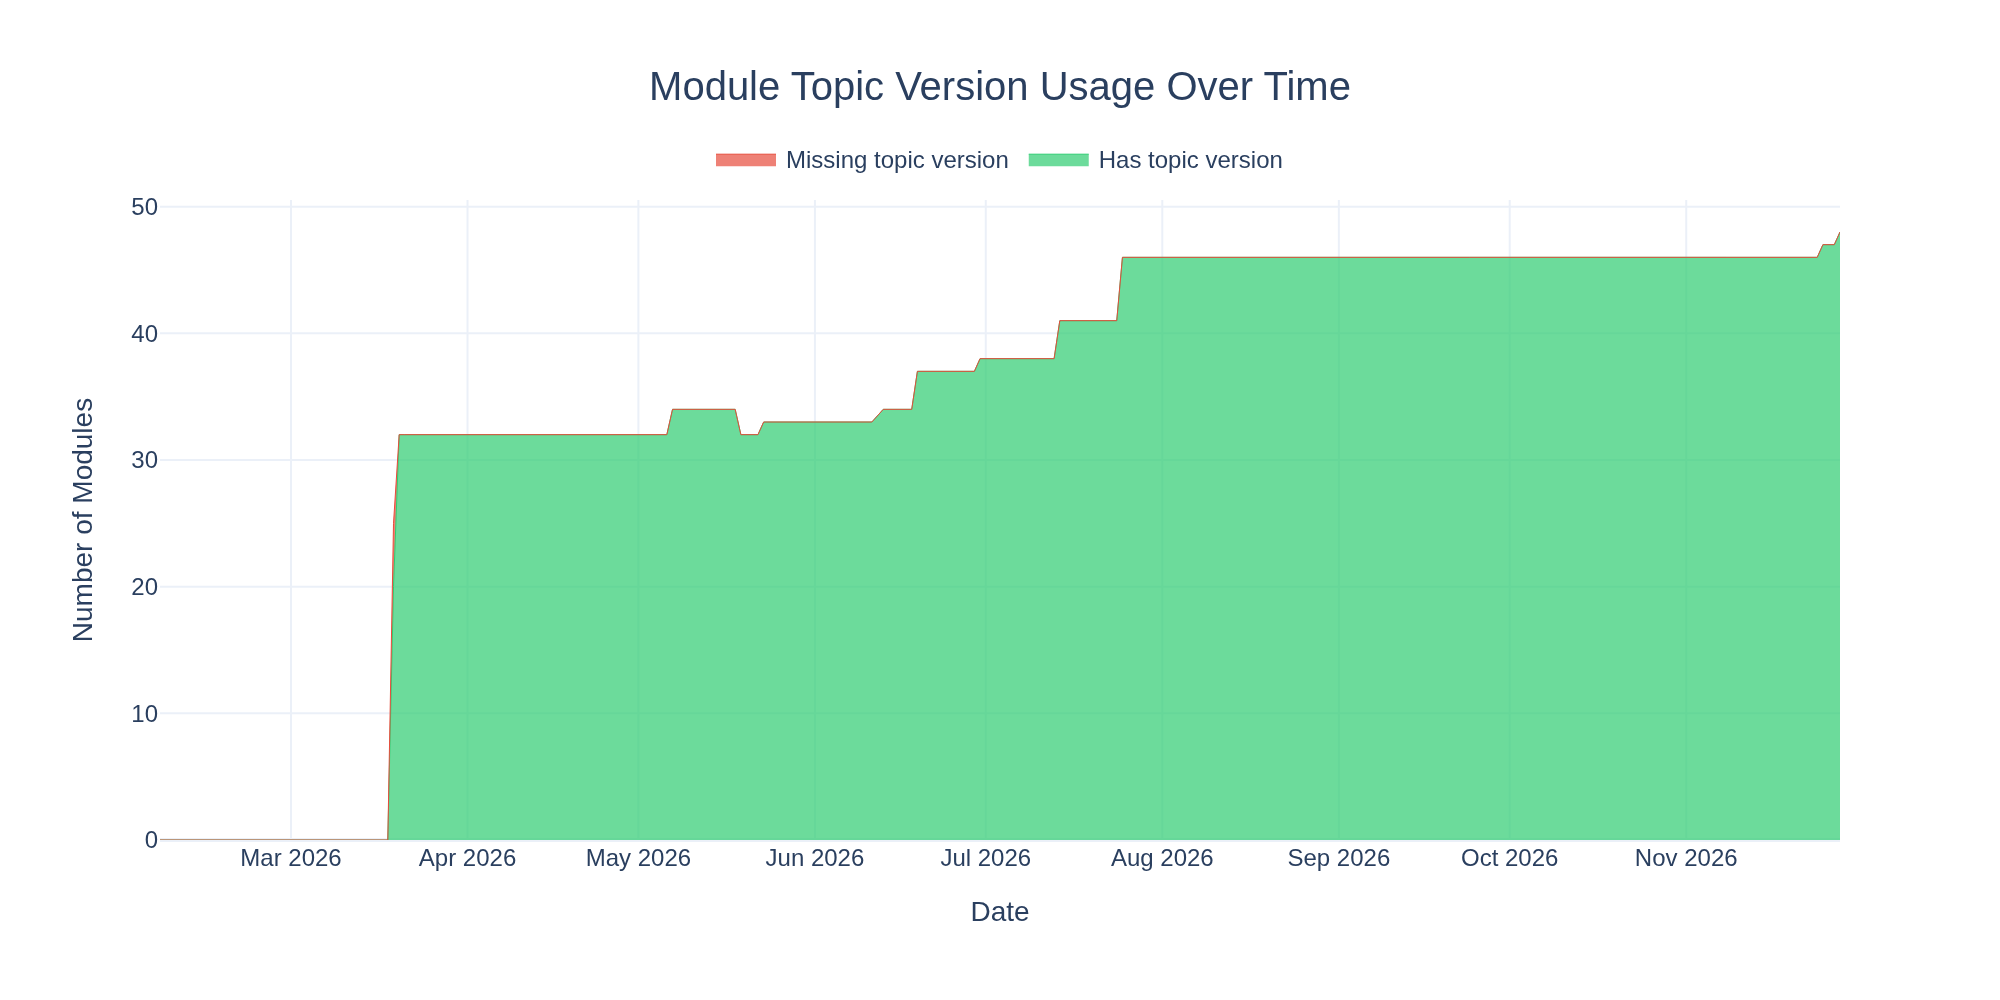 Module Topic Version Usage Over Time
Missing topic version
Has topic version
50
40
30
20
10
0
Number of Modules
Mar 2026
Apr 2026
May 2026
Jun 2026
Jul 2026
Aug 2026
Sep 2026
Oct 2026
Nov 2026
Date